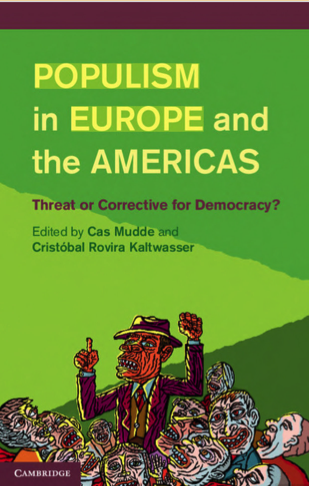 POPULISM
in EUROPE and
the AMERICAS
Threat or Corrective for Democracy?
Edited by Cas Mudde and
Cristóbal Rovira Kaltwasser
CAMBRIDGE